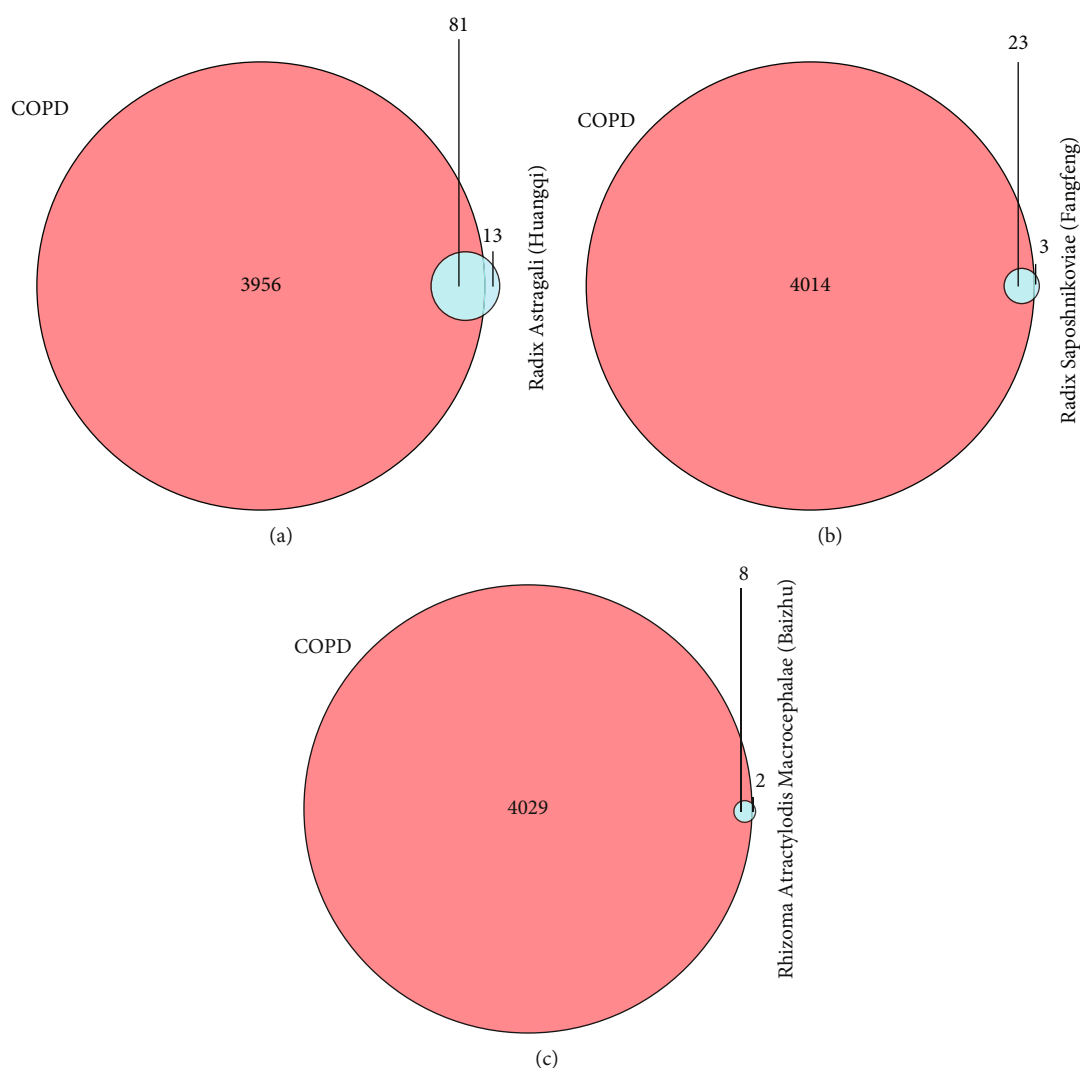 81
COPD
3956
13
Radix Astragali (Huangqi)
(a)
23
COPD
4014
3
Radix Saposhnikoviae (Fangfeng)
(b)
8
COPD
4029
2
Rhizoma Atractylodis Macrocephalae (Baizhu)
(c)